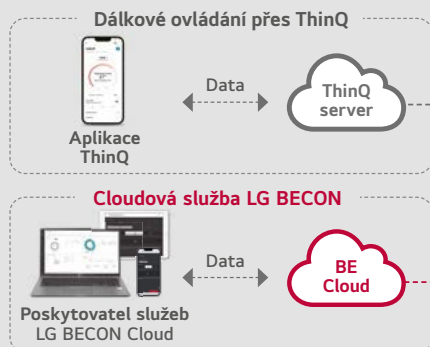 Dálkové ovládání přes ThinQ
Data
ThinQ
server
Aplikace
ThinQ
Cloudová služba LG BECON
Data
BE
Cloud
Poskytovatel služeb
LG BECON Cloud